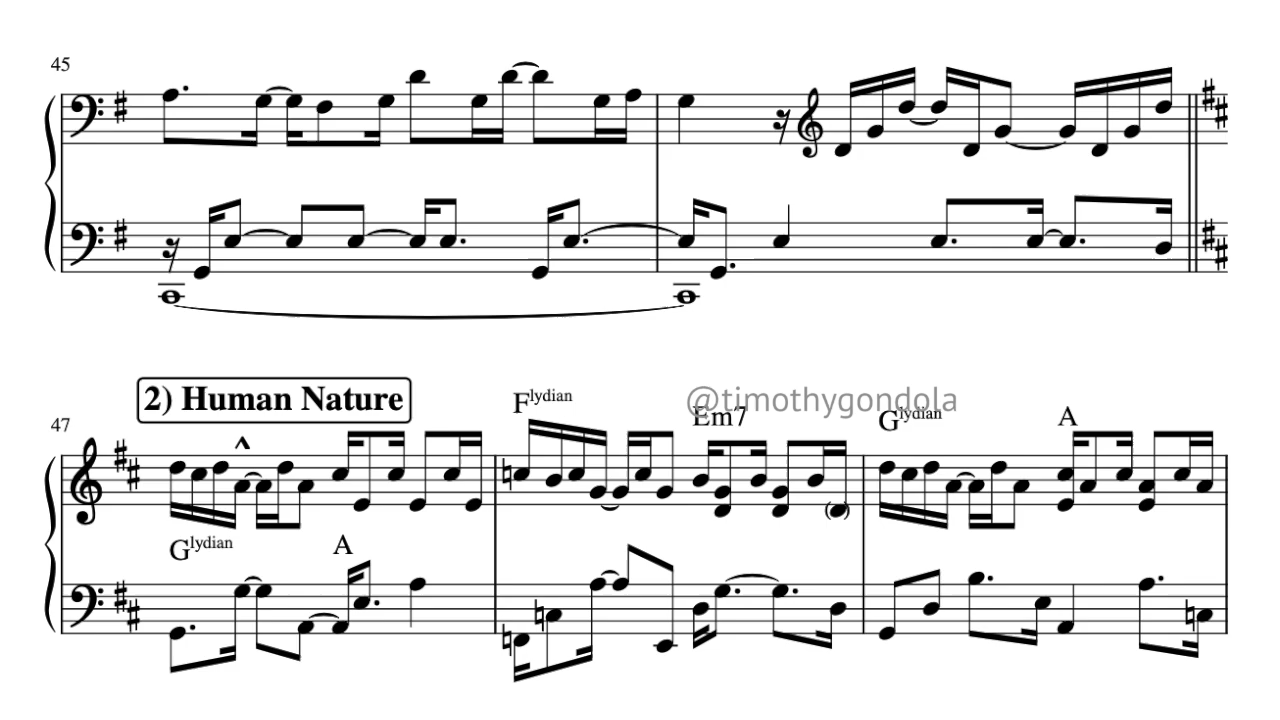 45
2) Human Nature
@timothygondola
47
Flydian
Em7
Glydian
A
Glydian
A